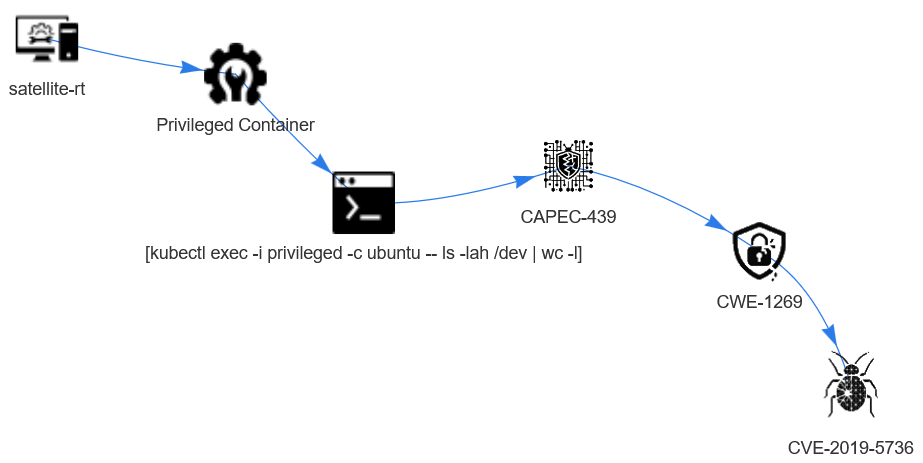 satellite-rt
Privileged Container
[kubectl exec -i privileged -c ubuntu -- ls -lah /dev | wc -l]
CAPEC-439
CWE-1269
CVE-2019-5736